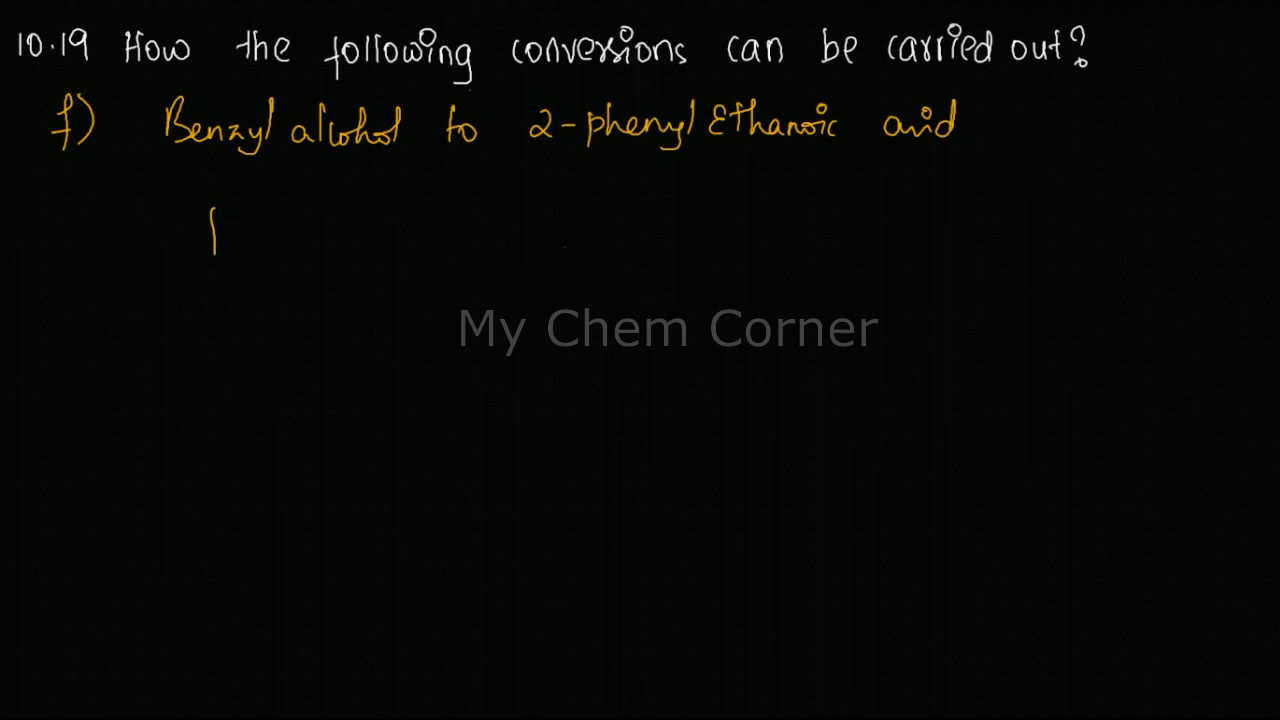 10.19 How the following conversions can be carried out?
f) Benzyl alcohol to 2-phenyl Ethanoic acid
My Chem Corner